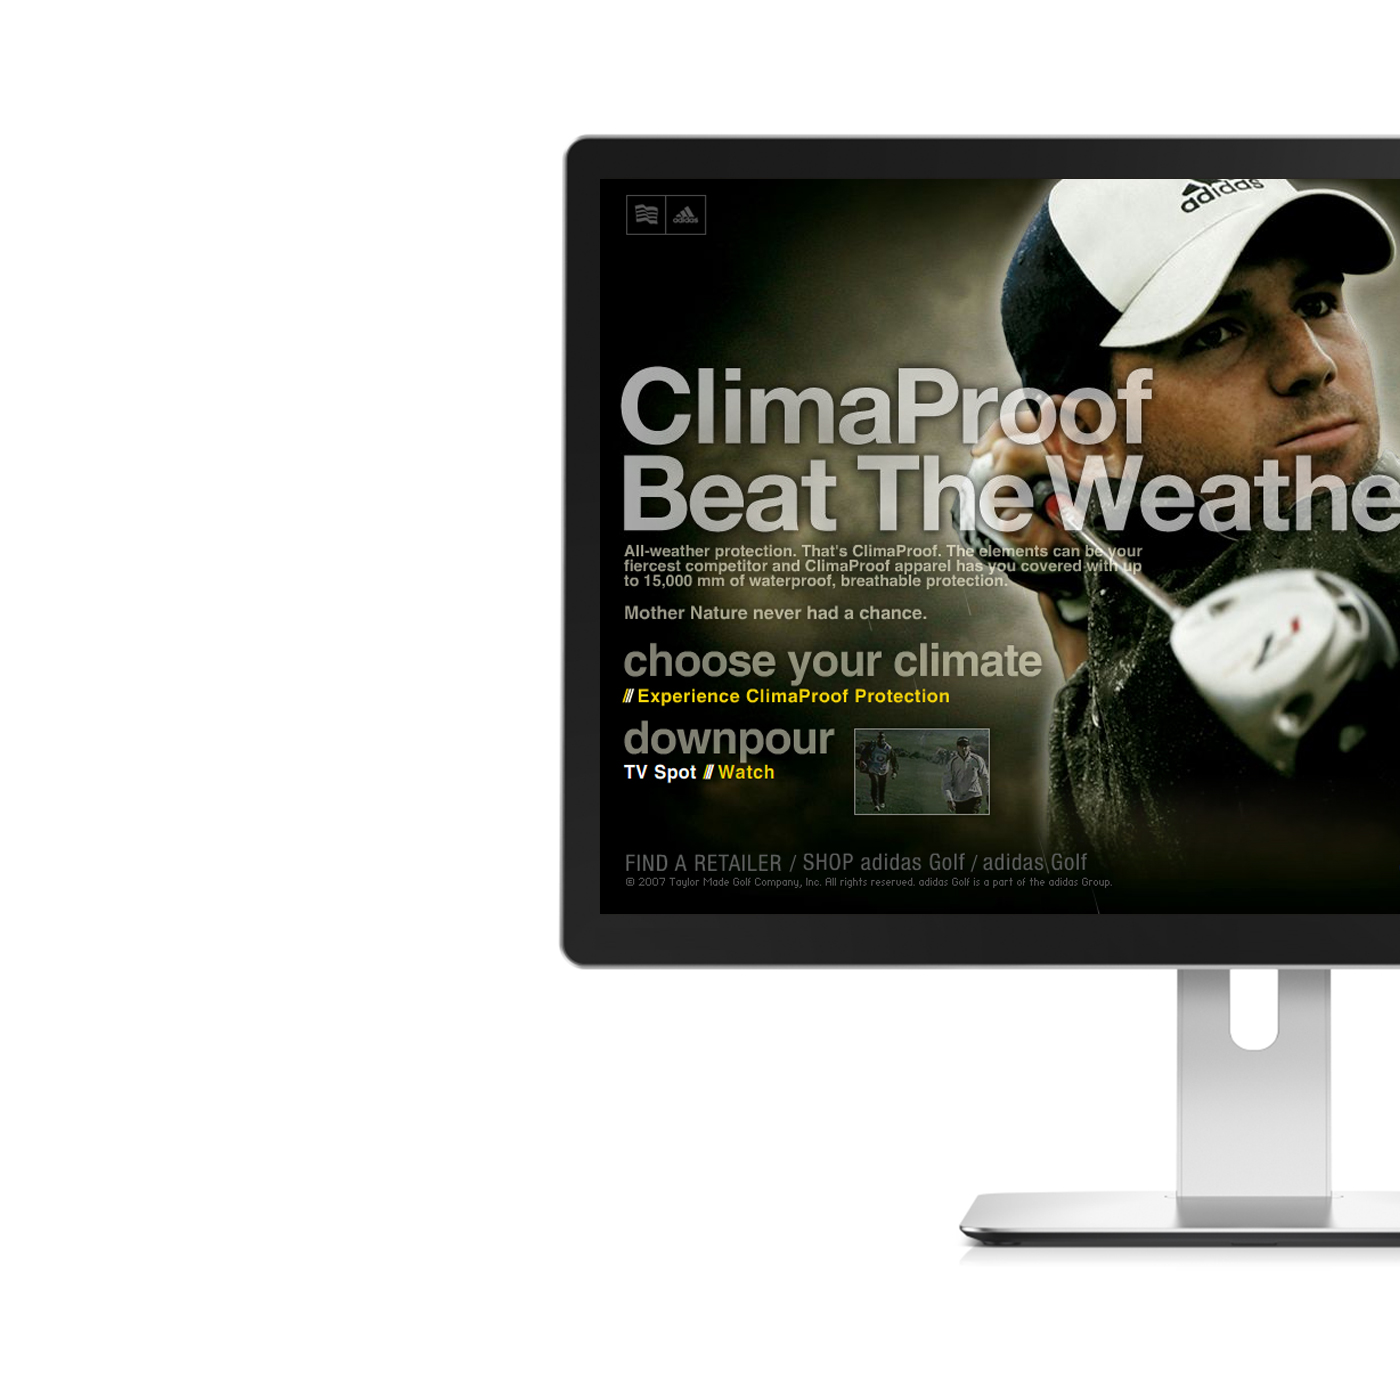 adidas
adidas
ClimaProof
Beat The Weathe
All-weather protection. That's ClimaProof. The elements can be your
fiercest competitor and ClimaProof apparel has you covered with up
to 15,000 mm of waterproof, breathable protection.
Mother Nature never had a chance.
choose your climate
/// Experience ClimaProof Protection
downpour
TV Spot /// Watch
FIND A RETAILER / SHOP adidas Golf / adidas Golf
© 2007 Taylor Made Golf Company, Inc. All rights reserved. adidas Golf is a part of the adidas Group.